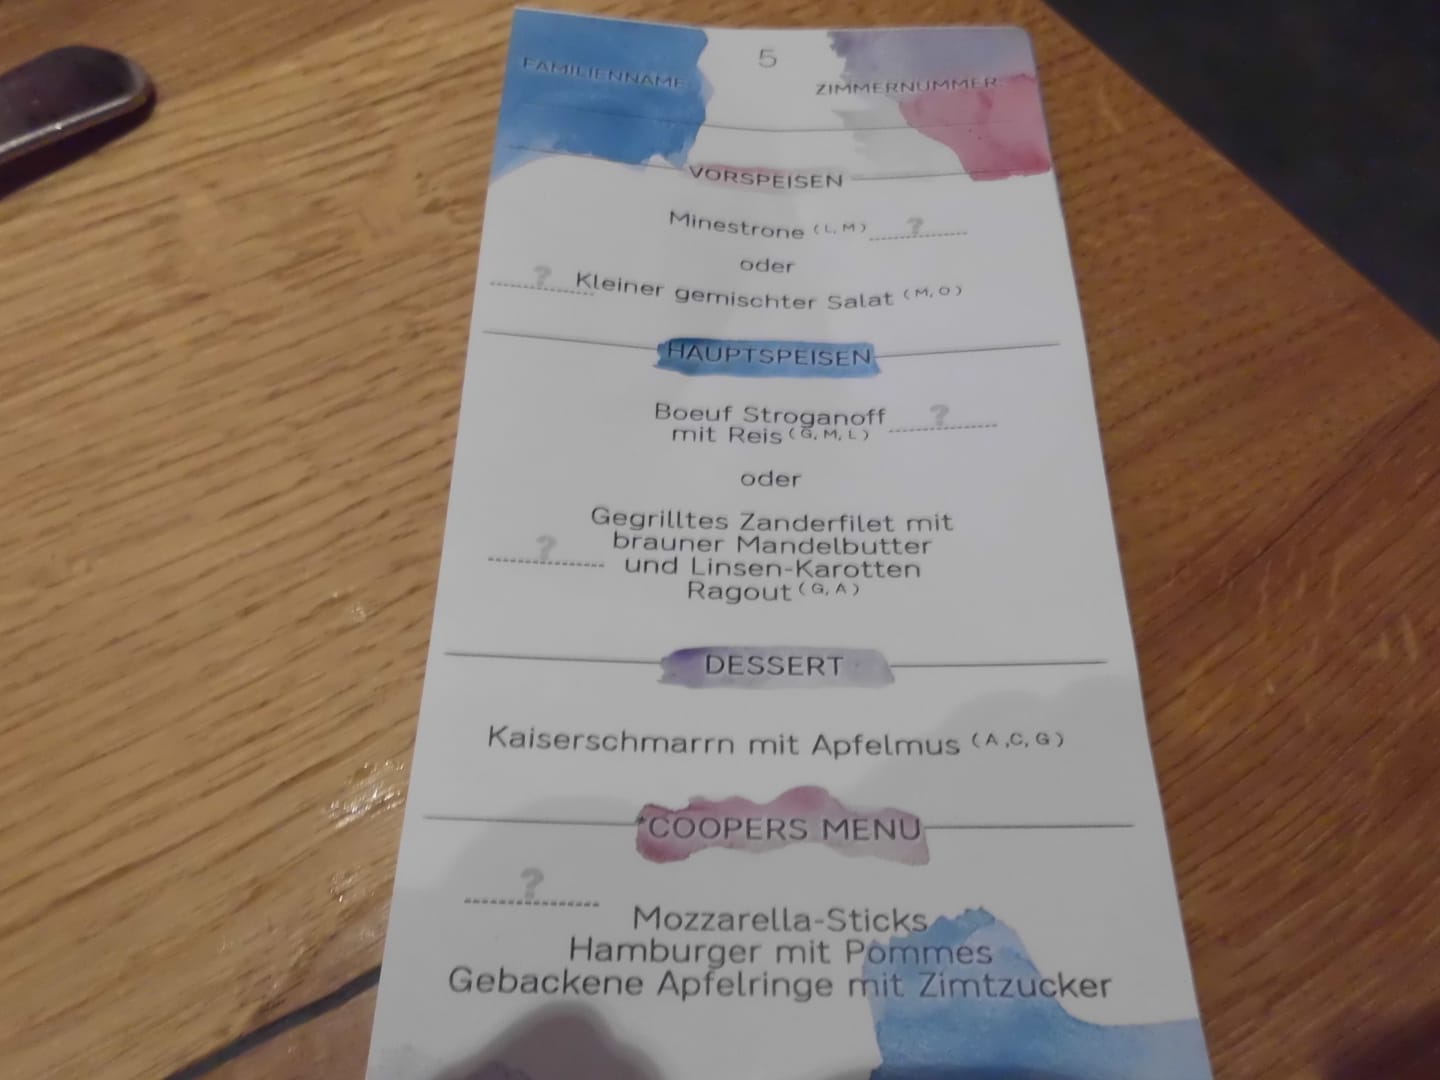 5
FAMILIENNAME ZIMMERNUMMER
VORSPEISEN
Minestrone (L, M) ?
oder
? Kleiner gemischter Salat (M, O)
HAUPTSPEISEN
Boeuf Stroganoff ?
mit Reis (G, M, L)
oder
Gegrilltes Zanderfilet mit
? brauner Mandelbutter
und Linsen-Karotten
Ragout (G, A)
DESSERT
Kaiserschmarrn mit Apfelmus (A ,C, G)
*COOPERS MENU
?
Mozzarella-Sticks
Hamburger mit Pommes
Gebackene Apfelringe mit Zimtzucker